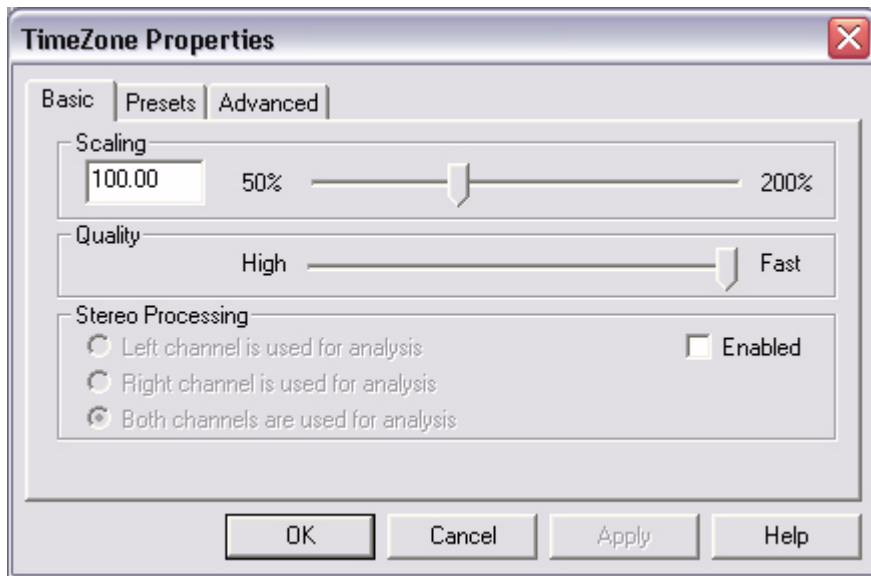 TimeZone Properties
Basic Presets Advanced
Scaling
100.00 50% 200%
Quality
High Fast
Stereo Processing
Left channel is used for analysis Enabled
Right channel is used for analysis
Both channels are used for analysis
OK Cancel Apply Help